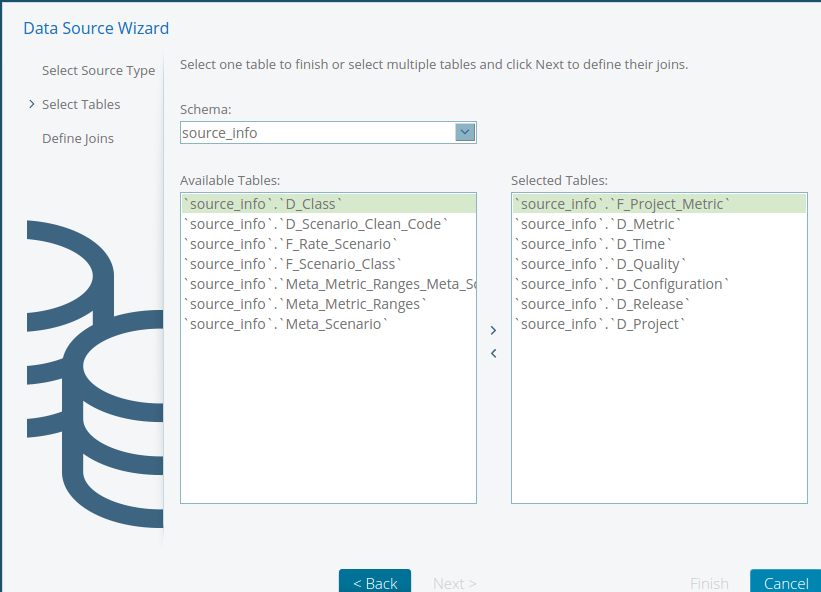 Data Source Wizard
Select Source Type
Select Tables
Define Joins
Select one table to finish or select multiple tables and click Next to define their joins.
Schema:
source_info
Available Tables:
`source_info`.`D_Class`
`source_info`.`D_Scenario_Clean_Code`
`source_info`.`F_Rate_Scenario`
`source_info`.`F_Scenario_Class`
`source_info`.`Meta_Metric_Ranges_Meta_Sc
`source_info`.`Meta_Metric_Ranges`
`source_info`.`Meta_Scenario`
Selected Tables:
`source_info`.`F_Project_Metric`
`source_info`.`D_Metric`
`source_info`.`D_Time`
`source_info`.`D_Quality`
`source_info`.`D_Configuration`
`source_info`.`D_Release`
`source_info`.`D_Project`
< Back
Next >
Finish
Cancel